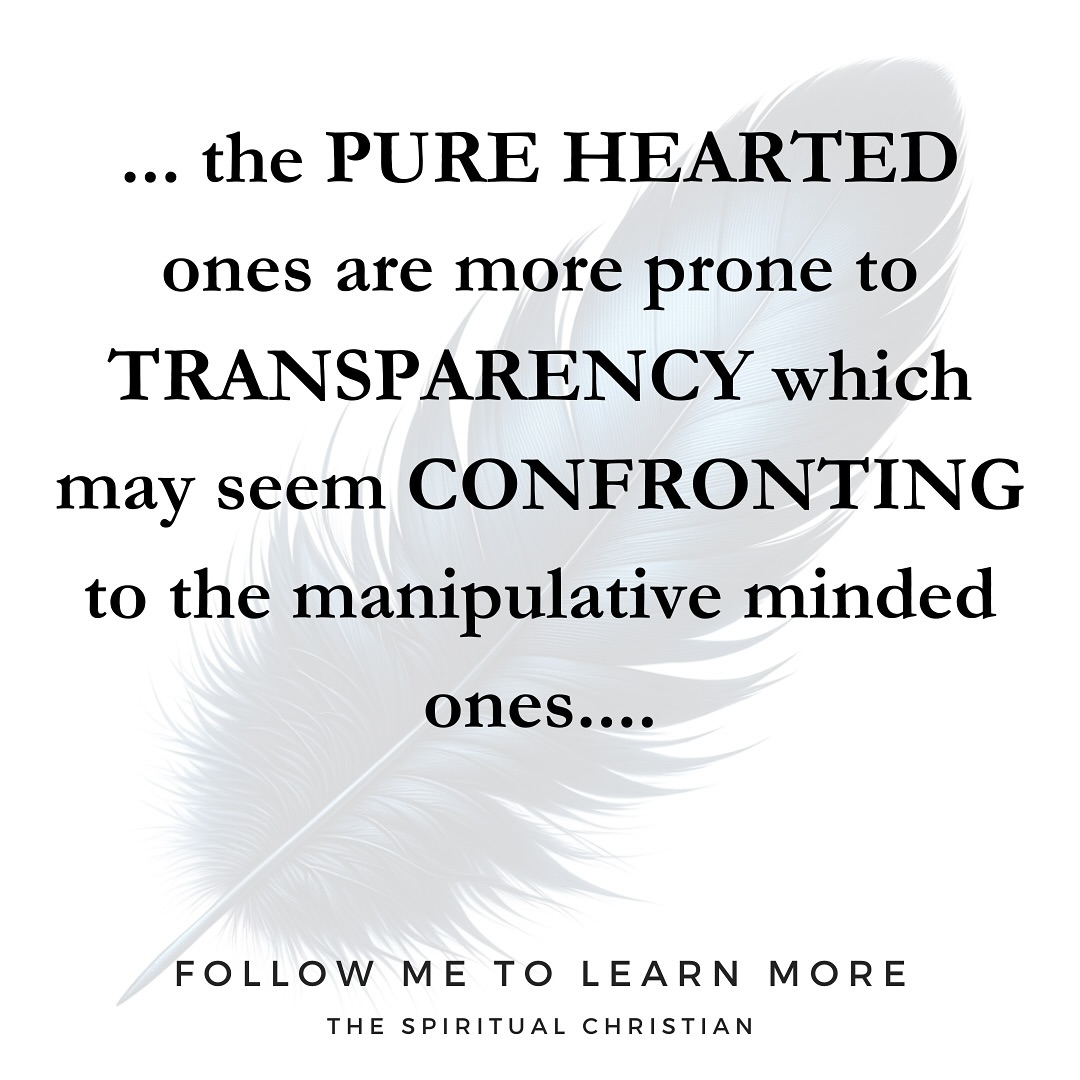 ... the PURE HEARTED
ones are more prone to
TRANSPARENCY which
may seem CONFRONTING
to the manipulative minded
ones....
FOLLOW ME TO LEARN MORE
THE SPIRITUAL CHRISTIAN